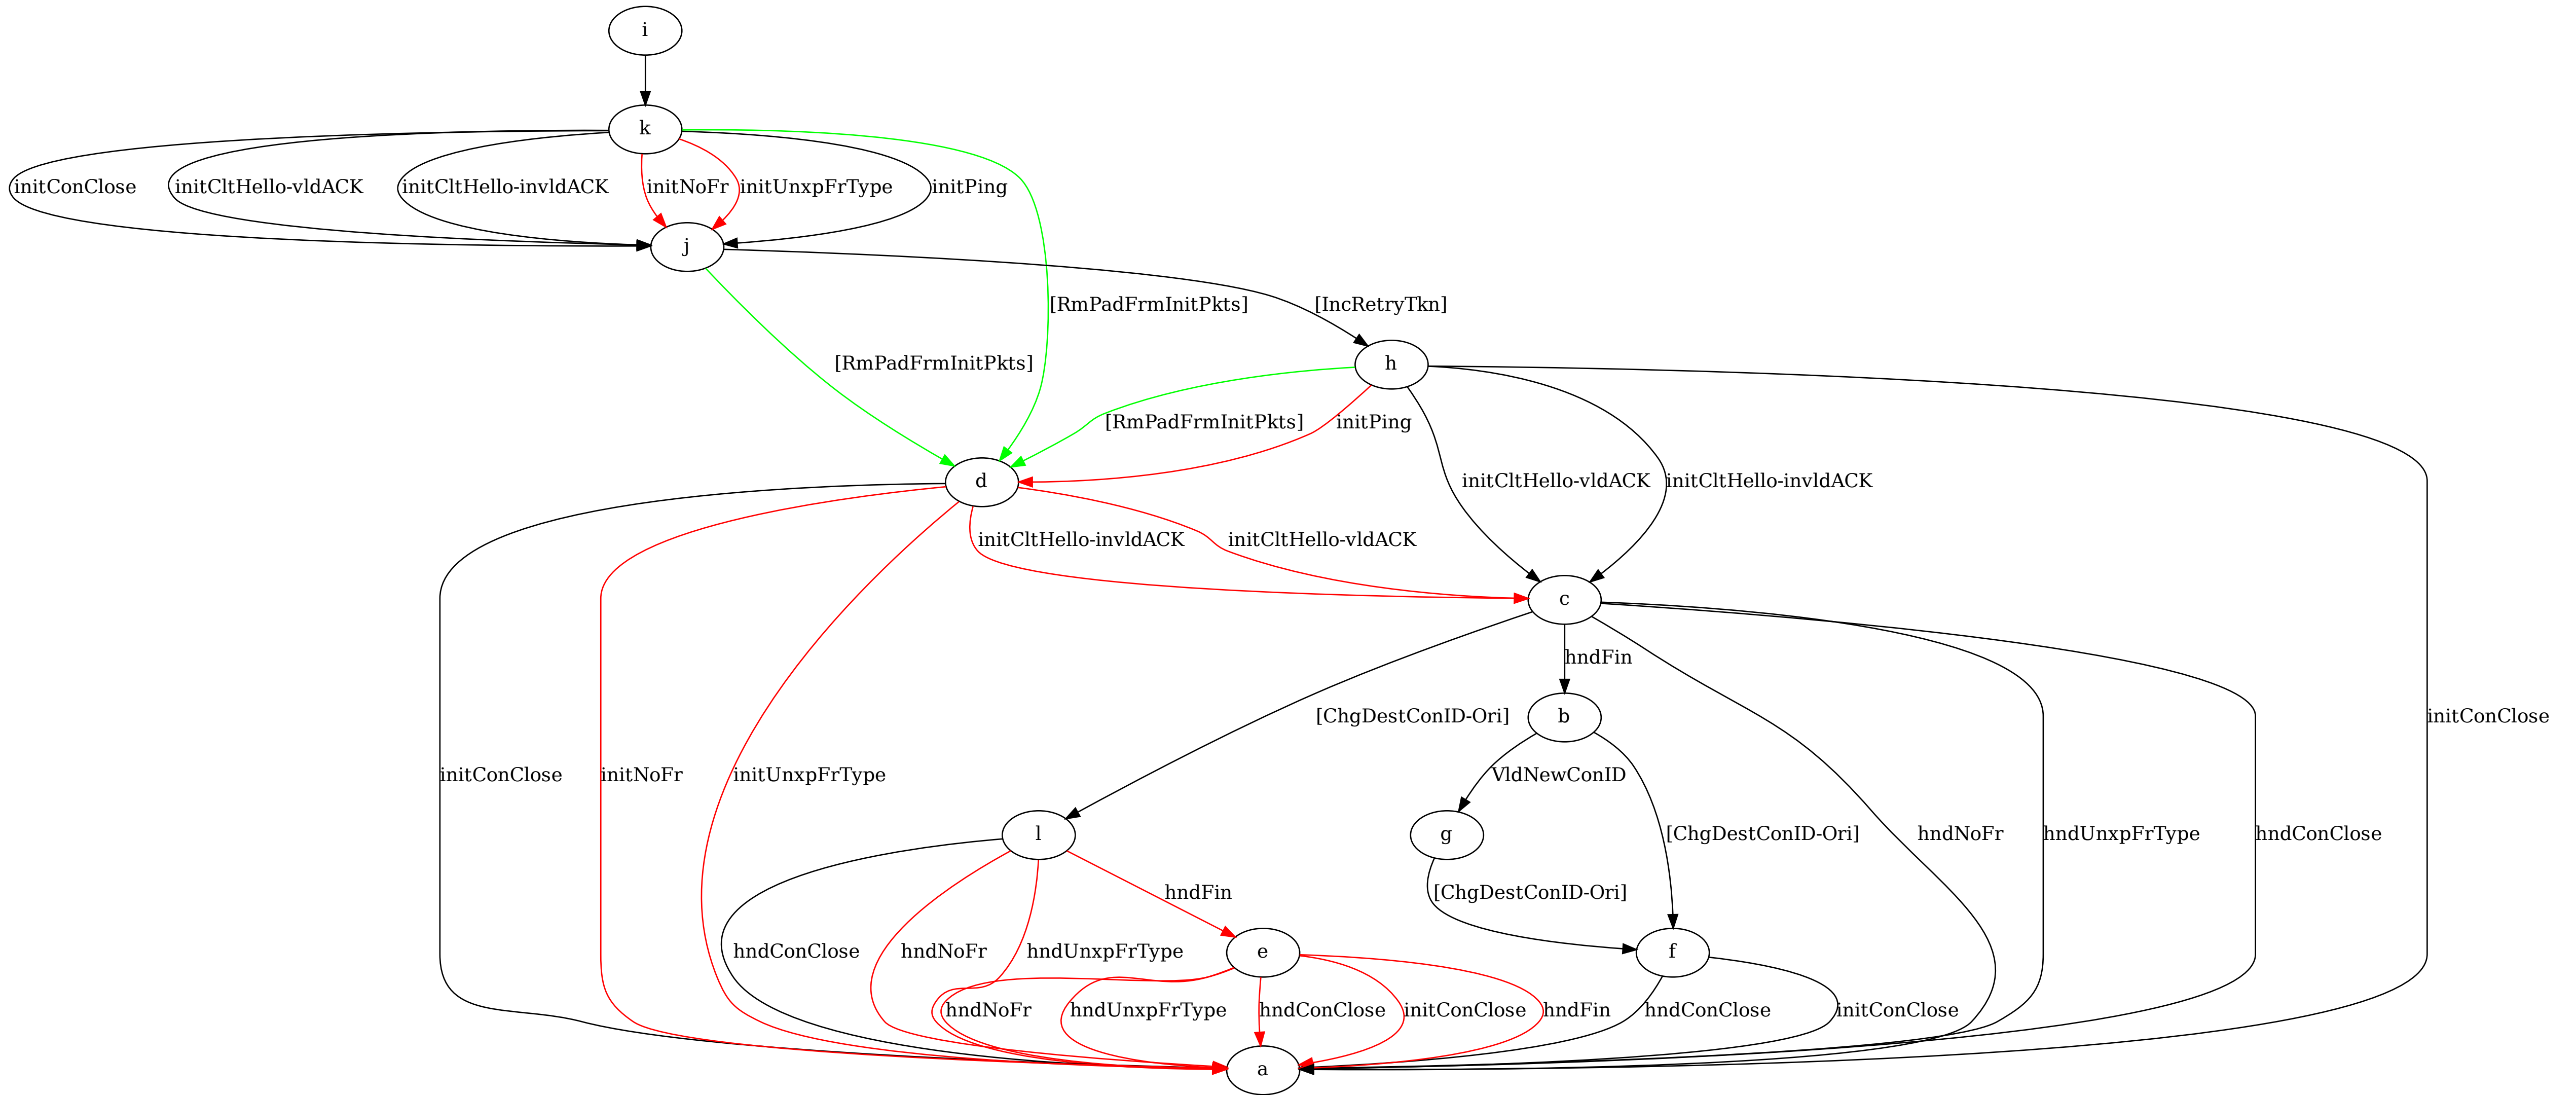 i
k
initConClose
initCltHello-vldACK
initCltHello-invldACK
initNoFr
initUnxpFrType
initPing
j
[RmPadFrmInitPkts]
[IncRetryTkn]
[RmPadFrmInitPkts]
h
[RmPadFrmInitPkts]
initPing
d
initCltHello-vldACK
initCltHello-invldACK
initCltHello-invldACK
initCltHello-vldACK
c
hndFin
[ChgDestConID-Ori]
b
initConClose
initConClose
initNoFr
initUnxpFrType
VldNewConID
l
g
[ChgDestConID-Ori]
hndNoFr
hndUnxpFrType
hndConClose
hndFin
[ChgDestConID-Ori]
hndConClose
hndNoFr
hndUnxpFrType
e
f
hndNoFr
hndUnxpFrType
hndConClose
initConClose
hndFin
hndConClose
initConClose
a